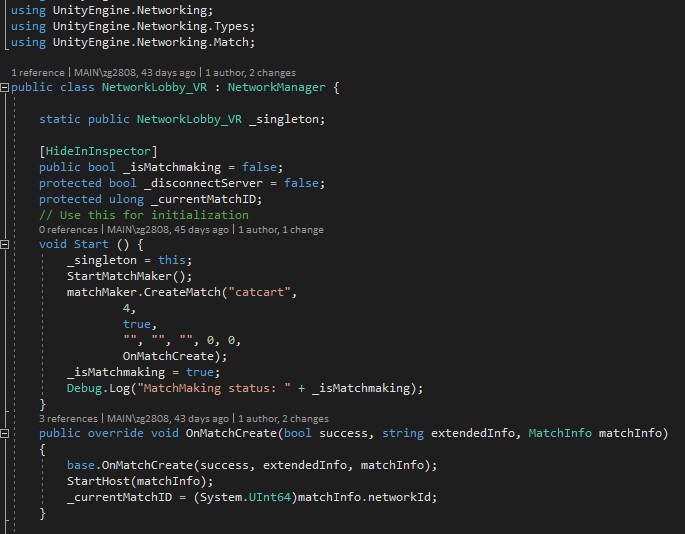 using UnityEngine.Networking;
using UnityEngine.Networking.Types;
using UnityEngine.Networking.Match;
1 reference | MAIN\zg2808, 43 days ago | 1 author, 2 changes
public class NetworkLobby_VR : NetworkManager {
static public NetworkLobby_VR _singleton;
[HideInInspector]
public bool _isMatchmaking = false;
protected bool _disconnectServer = false;
protected ulong _currentMatchID;
// Use this for initialization
0 references | MAIN\zg2808, 45 days ago | 1 author, 1 change
void Start () {
_singleton = this;
StartMatchMaker();
matchMaker.CreateMatch("catcart",
4,
true,
"", "", "", 0, 0,
OnMatchCreate);
_isMatchmaking = true;
Debug.Log("MatchMaking status: " + _isMatchmaking);
}
3 references | MAIN\zg2808, 43 days ago | 1 author, 2 changes
public override void OnMatchCreate(bool success, string extendedInfo, MatchInfo matchInfo)
{
base.OnMatchCreate(success, extendedInfo, matchInfo);
StartHost(matchInfo);
_currentMatchID = (System.UInt64)matchInfo.networkId;
}